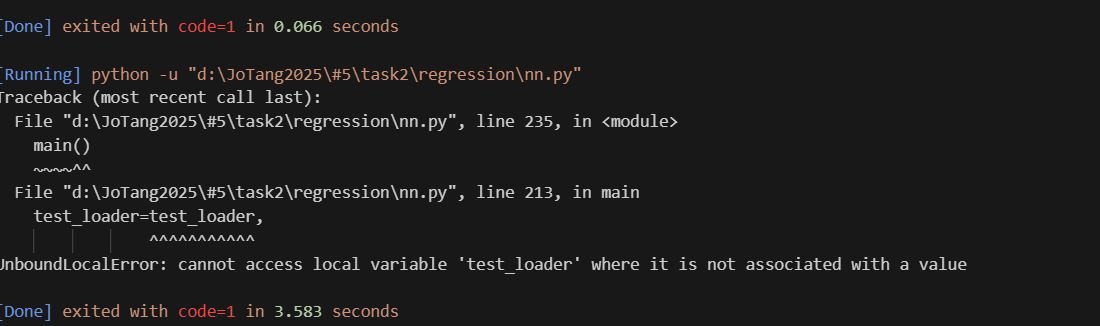 [Done] exited with code=1 in 0.066 seconds
[Running] python -u "d:\JoTang2025\#5\task2\regression\nn.py"
Traceback (most recent call last):
  File "d:\JoTang2025\#5\task2\regression\nn.py", line 235, in <module>
    main()
    ~~~~^^
  File "d:\JoTang2025\#5\task2\regression\nn.py", line 213, in main
    test_loader=test_loader,
                ^^^^^^^^^^^
UnboundLocalError: cannot access local variable 'test_loader' where it is not associated with a value
[Done] exited with code=1 in 3.583 seconds